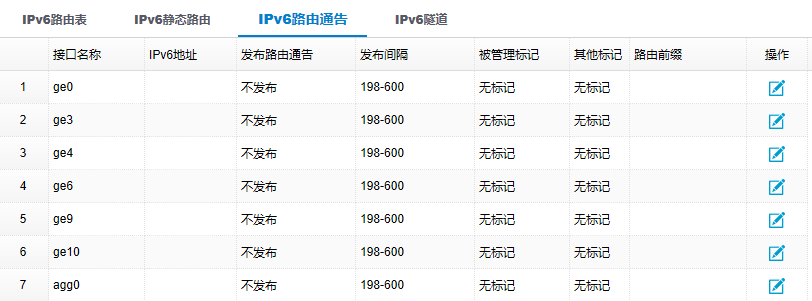 IPv6路由表 IPv6静态路由 IPv6路由通告 IPv6隧道
接口名称 IPv6地址 发布路由通告 发布间隔 被管理标记 其他标记 路由前缀 操作
1 ge0 不发布 198-600 无标记 无标记
2 ge3 不发布 198-600 无标记 无标记
3 ge4 不发布 198-600 无标记 无标记
4 ge6 不发布 198-600 无标记 无标记
5 ge9 不发布 198-600 无标记 无标记
6 ge10 不发布 198-600 无标记 无标记
7 agg0 不发布 198-600 无标记 无标记